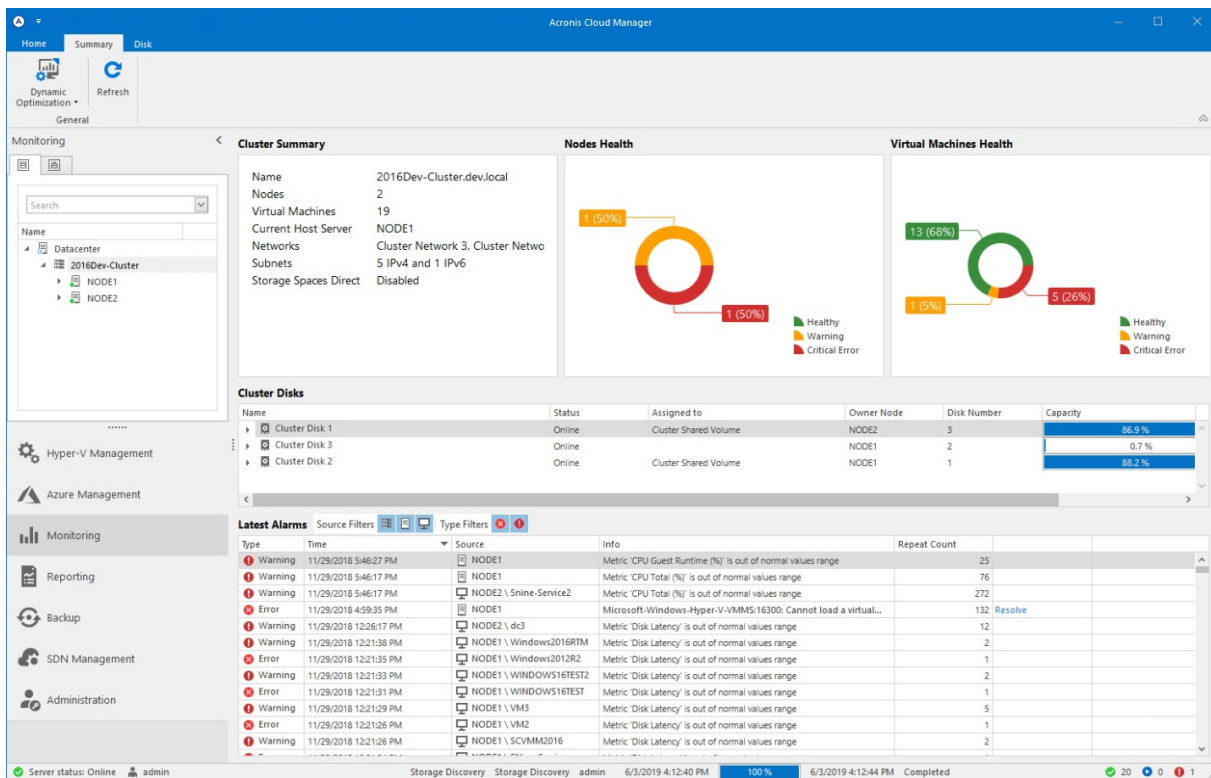 Acronis Cloud Manager
Home Summary Disk
Dynamic Optimization
Refresh
General
Monitoring
Search
Name
Datacenter
2016Dev-Cluster
NODE1
NODE2
Hyper-V Management
Azure Management
Monitoring
Reporting
Backup
SDN Management
Administration
Cluster Summary
Name 2016Dev-Cluster.dev.local
Nodes 2
Virtual Machines 19
Current Host Server NODE1
Networks Cluster Network 3, Cluster Netwo
Subnets 5 IPv4 and 1 IPv6
Storage Spaces Direct Disabled
Nodes Health
1 (50%)
1 (50%)
Healthy
Warning
Critical Error
Virtual Machines Health
13 (68%)
1 (5%)
5 (26%)
Healthy
Warning
Critical Error
Cluster Disks
Name Status Assigned to Owner Node Disk Number Capacity
Cluster Disk 1 Online Cluster Shared Volume NODE2 3 86.9 %
Cluster Disk 3 Online NODE1 2 0.7 %
Cluster Disk 2 Online Cluster Shared Volume NODE1 1 88.2 %
Latest Alarms Source Filters Type Filters
Type Time Source Info Repeat Count
Warning 11/29/2018 5:46:27 PM NODE1 Metric 'CPU Guest Runtime (%)' is out of normal values range 25
Warning 11/29/2018 5:46:17 PM NODE1 Metric 'CPU Total (%)' is out of normal values range 76
Warning 11/29/2018 5:46:17 PM NODE2 \ 5nine-Service2 Metric 'CPU Total (%)' is out of normal values range 272
Error 11/29/2018 4:59:35 PM NODE1 Microsoft-Windows-Hyper-V-VMMS:16300: Cannot load a virtual... 132 Resolve
Warning 11/29/2018 12:26:17 PM NODE2 \ dc3 Metric 'Disk Latency' is out of normal values range 12
Warning 11/29/2018 12:21:38 PM NODE1 \ Windows2016RTM Metric 'Disk Latency' is out of normal values range 2
Error 11/29/2018 12:21:35 PM NODE1 \ Windows2012R2 Metric 'Disk Latency' is out of normal values range 1
Warning 11/29/2018 12:21:33 PM NODE1 \ WINDOWS16TEST2 Metric 'Disk Latency' is out of normal values range 2
Error 11/29/2018 12:21:31 PM NODE1 \ WINDOWS16TEST Metric 'Disk Latency' is out of normal values range 1
Warning 11/29/2018 12:21:29 PM NODE1 \ VM3 Metric 'Disk Latency' is out of normal values range 5
Error 11/29/2018 12:21:26 PM NODE1 \ VM2 Metric 'Disk Latency' is out of normal values range 1
Warning 11/29/2018 12:21:26 PM NODE1 \ SCVMM2016 Metric 'Disk Latency' is out of normal values range 2
Server status: Online admin Storage Discovery Storage Discovery admin 6/3/2019 4:12:40 PM 100 % 6/3/2019 4:12:44 PM Completed 20 0 1